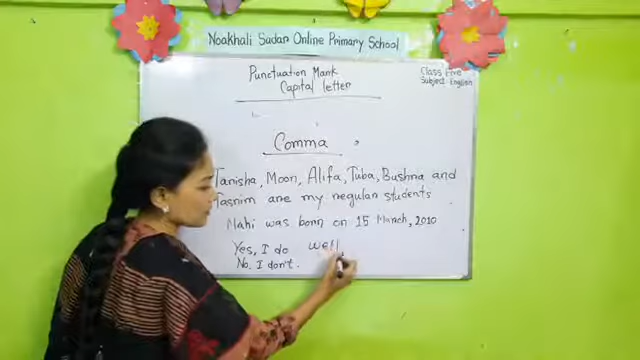 Noakhali Sadar Online Primary School
Punctuation Mark
Capital letter
Class Five
Subject - English
Comma ,
Tanisha, Moon, Alifa, Tuba, Bushra and
Tasnim are my regular students
Mahi was born on 15 March, 2010
Yes, I do well
No, I don't.